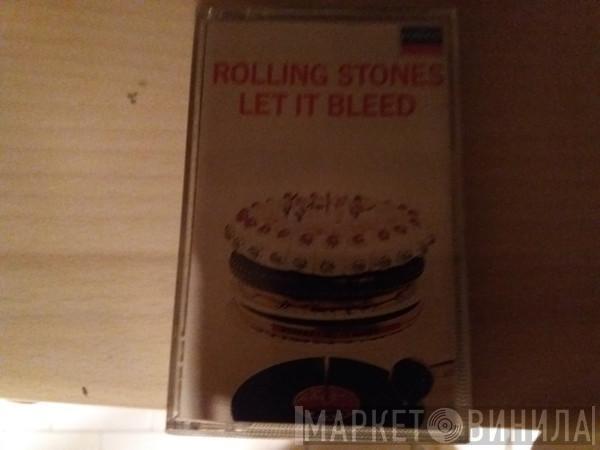 ROLLING STONES
LET IT BLEED
МАРКЕТ ВИНИЛА